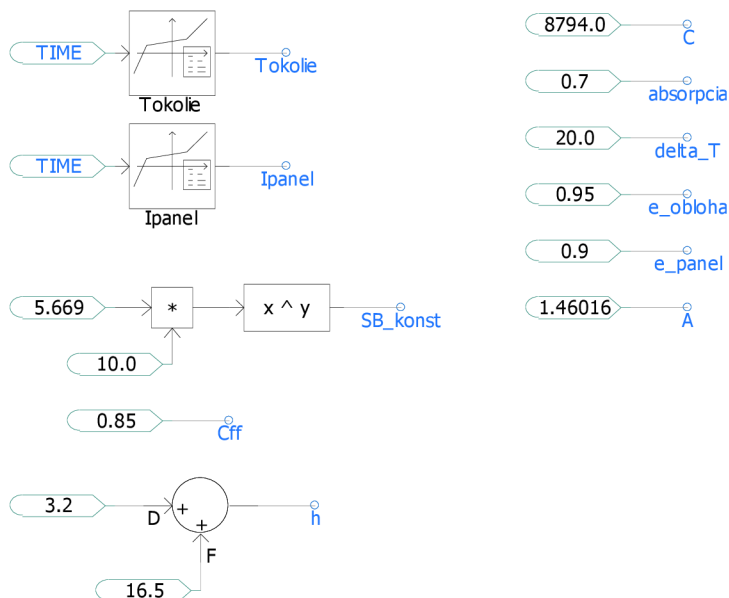 TIME
Tokolie
Tokolie
TIME
Ipanel
Ipanel
5.669
*
x ^ y
SB_konst
10.0
0.85
Cff
3.2
D
+
+
h
F
16.5
8794.0
C
0.7
absorpcia
20.0
delta_T
0.95
e_obloha
0.9
e_panel
1.46016
A